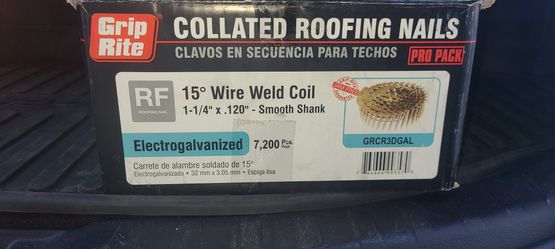 Grip
Rite
COLLATED ROOFING NAILS
CLAVOS EN SECUENCIA PARA TECHOS
PRO PACK
RF
ROOFING NAIL
15° Wire Weld Coil
1-1/4" x .120" - Smooth Shank
Electrogalvanized 7,200 Pcs.
GRCR3DGAL
Carrete de alambre soldado de 15°
Electrogalvanizado • 32 mm x 3.05 mm • Espiga lisa